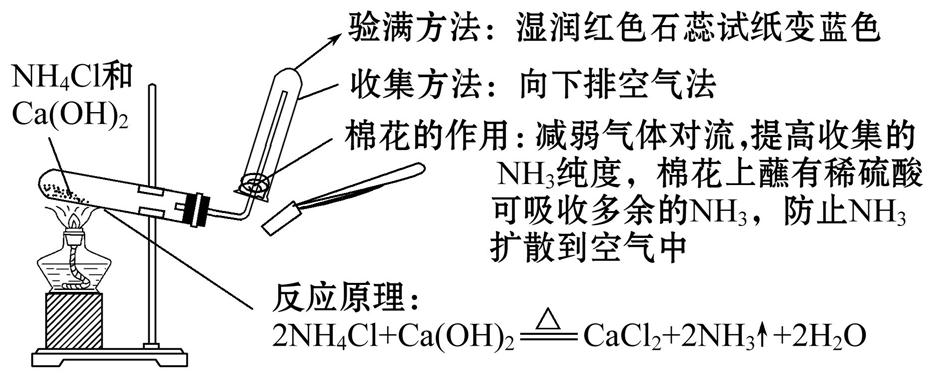 验满方法：湿润红色石蕊试纸变蓝色
NH₄Cl和
Ca(OH)₂
收集方法：向下排空气法
棉花的作用：减弱气体对流,提高收集的
NH₃纯度，棉花上蘸有稀硫酸
可吸收多余的NH₃，防止NH₃
扩散到空气中
反应原理：
2NH₄Cl+Ca(OH)₂ ≜ CaCl₂+2NH₃↑+2H₂O